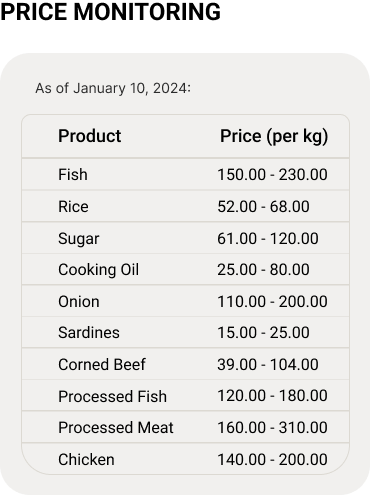 PRICE MONITORING
As of January 10, 2024:
Product Price (per kg)
Fish 150.00 - 230.00
Rice 52.00 - 68.00
Sugar 61.00 - 120.00
Cooking Oil 25.00 - 80.00
Onion 110.00 - 200.00
Sardines 15.00 - 25.00
Corned Beef 39.00 - 104.00
Processed Fish 120.00 - 180.00
Processed Meat 160.00 - 310.00
Chicken 140.00 - 200.00